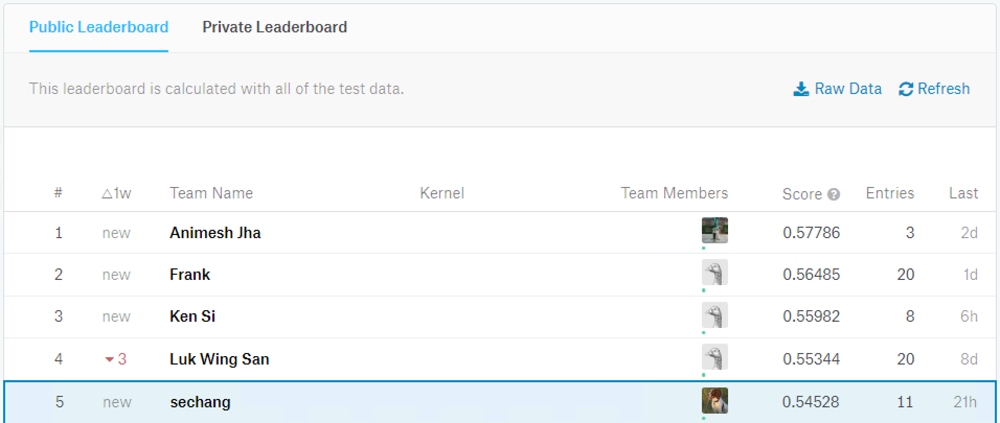 Public Leaderboard Private Leaderboard
This leaderboard is calculated with all of the test data. Raw Data Refresh
# △1w Team Name Kernel Team Members Score ? Entries Last
1 new Animesh Jha 0.57786 3 2d
2 new Frank 0.56485 20 1d
3 new Ken Si 0.55982 8 6h
4 ▼ 3 Luk Wing San 0.55344 20 8d
5 new sechang 0.54528 11 21h